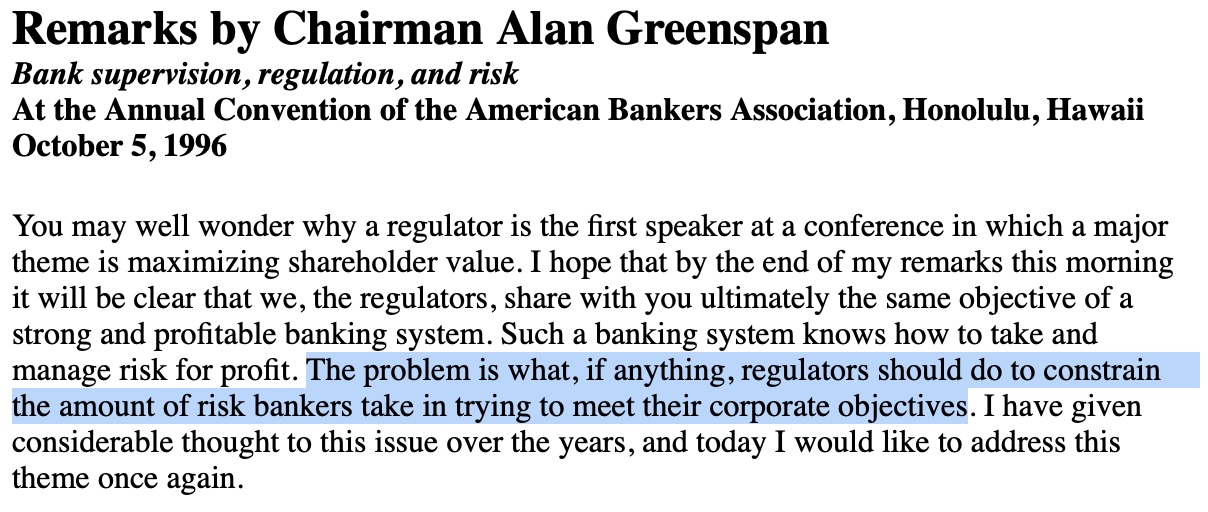 Remarks by Chairman Alan Greenspan
Bank supervision, regulation, and risk
At the Annual Convention of the American Bankers Association, Honolulu, Hawaii
October 5, 1996
You may well wonder why a regulator is the first speaker at a conference in which a major
theme is maximizing shareholder value. I hope that by the end of my remarks this morning
it will be clear that we, the regulators, share with you ultimately the same objective of a
strong and profitable banking system. Such a banking system knows how to take and
manage risk for profit. The problem is what, if anything, regulators should do to constrain
the amount of risk bankers take in trying to meet their corporate objectives. I have given
considerable thought to this issue over the years, and today I would like to address this
theme once again.